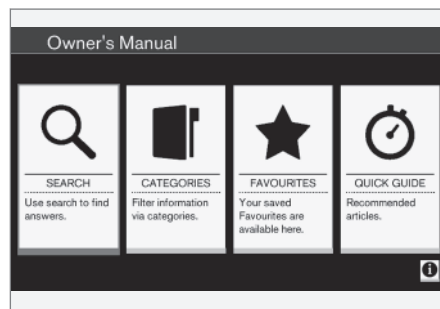 Owner's Manual
SEARCH
Use search to find
answers.
CATEGORIES
Filter information
via categories.
FAVOURITES
Your saved
Favourites are
available here.
QUICK GUIDE
Recommended
articles.